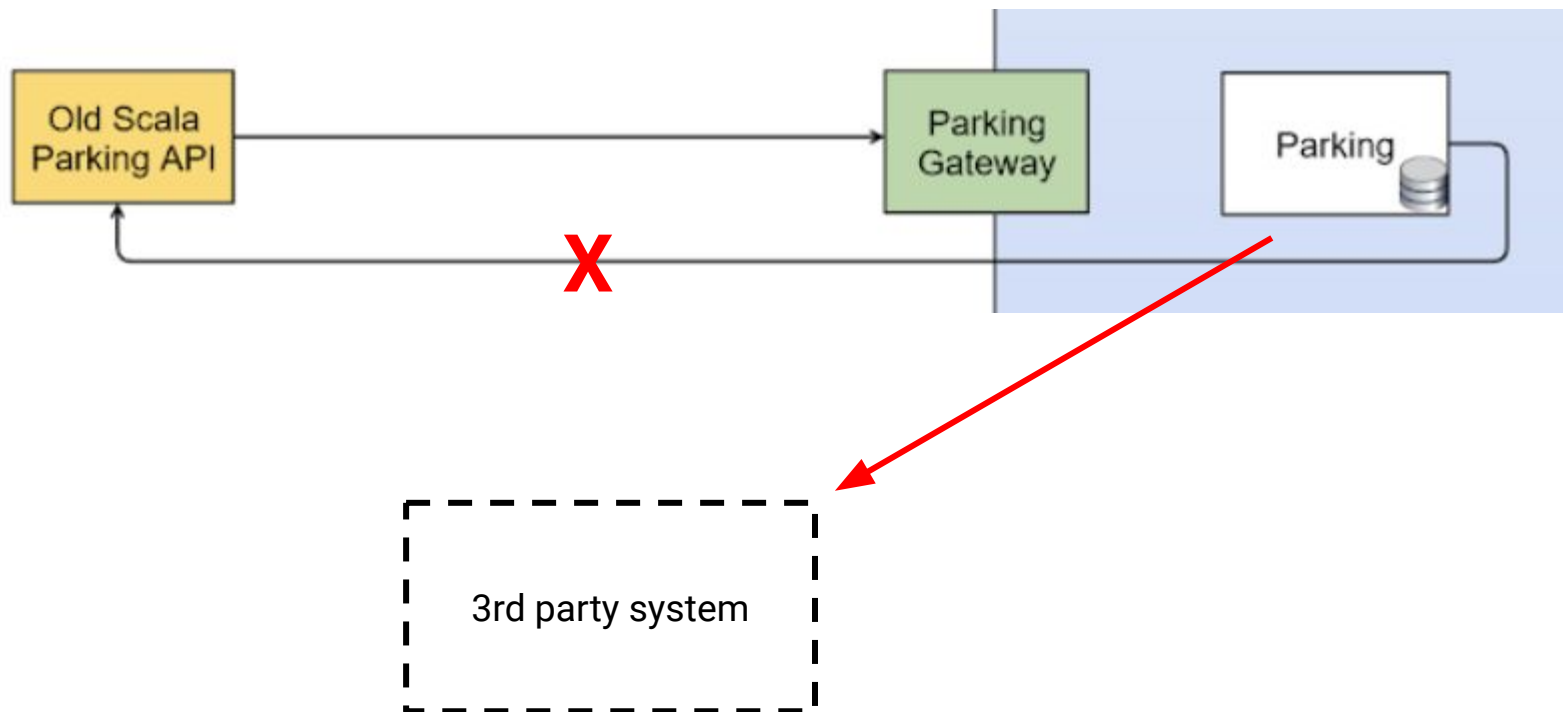 Old Scala
Parking API
Parking
Gateway
Parking
X
3rd party system